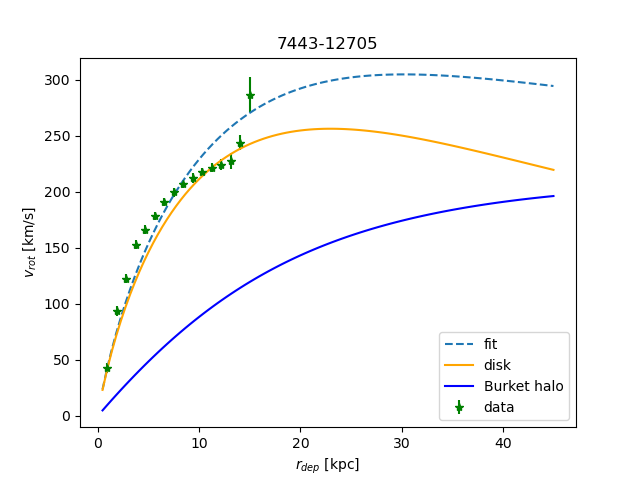 7443-12705
300
250
200
150
100
50
0
v_rot [km/s]
fit
disk
Burket halo
data
0 10 20 30 40
r_dep [kpc]